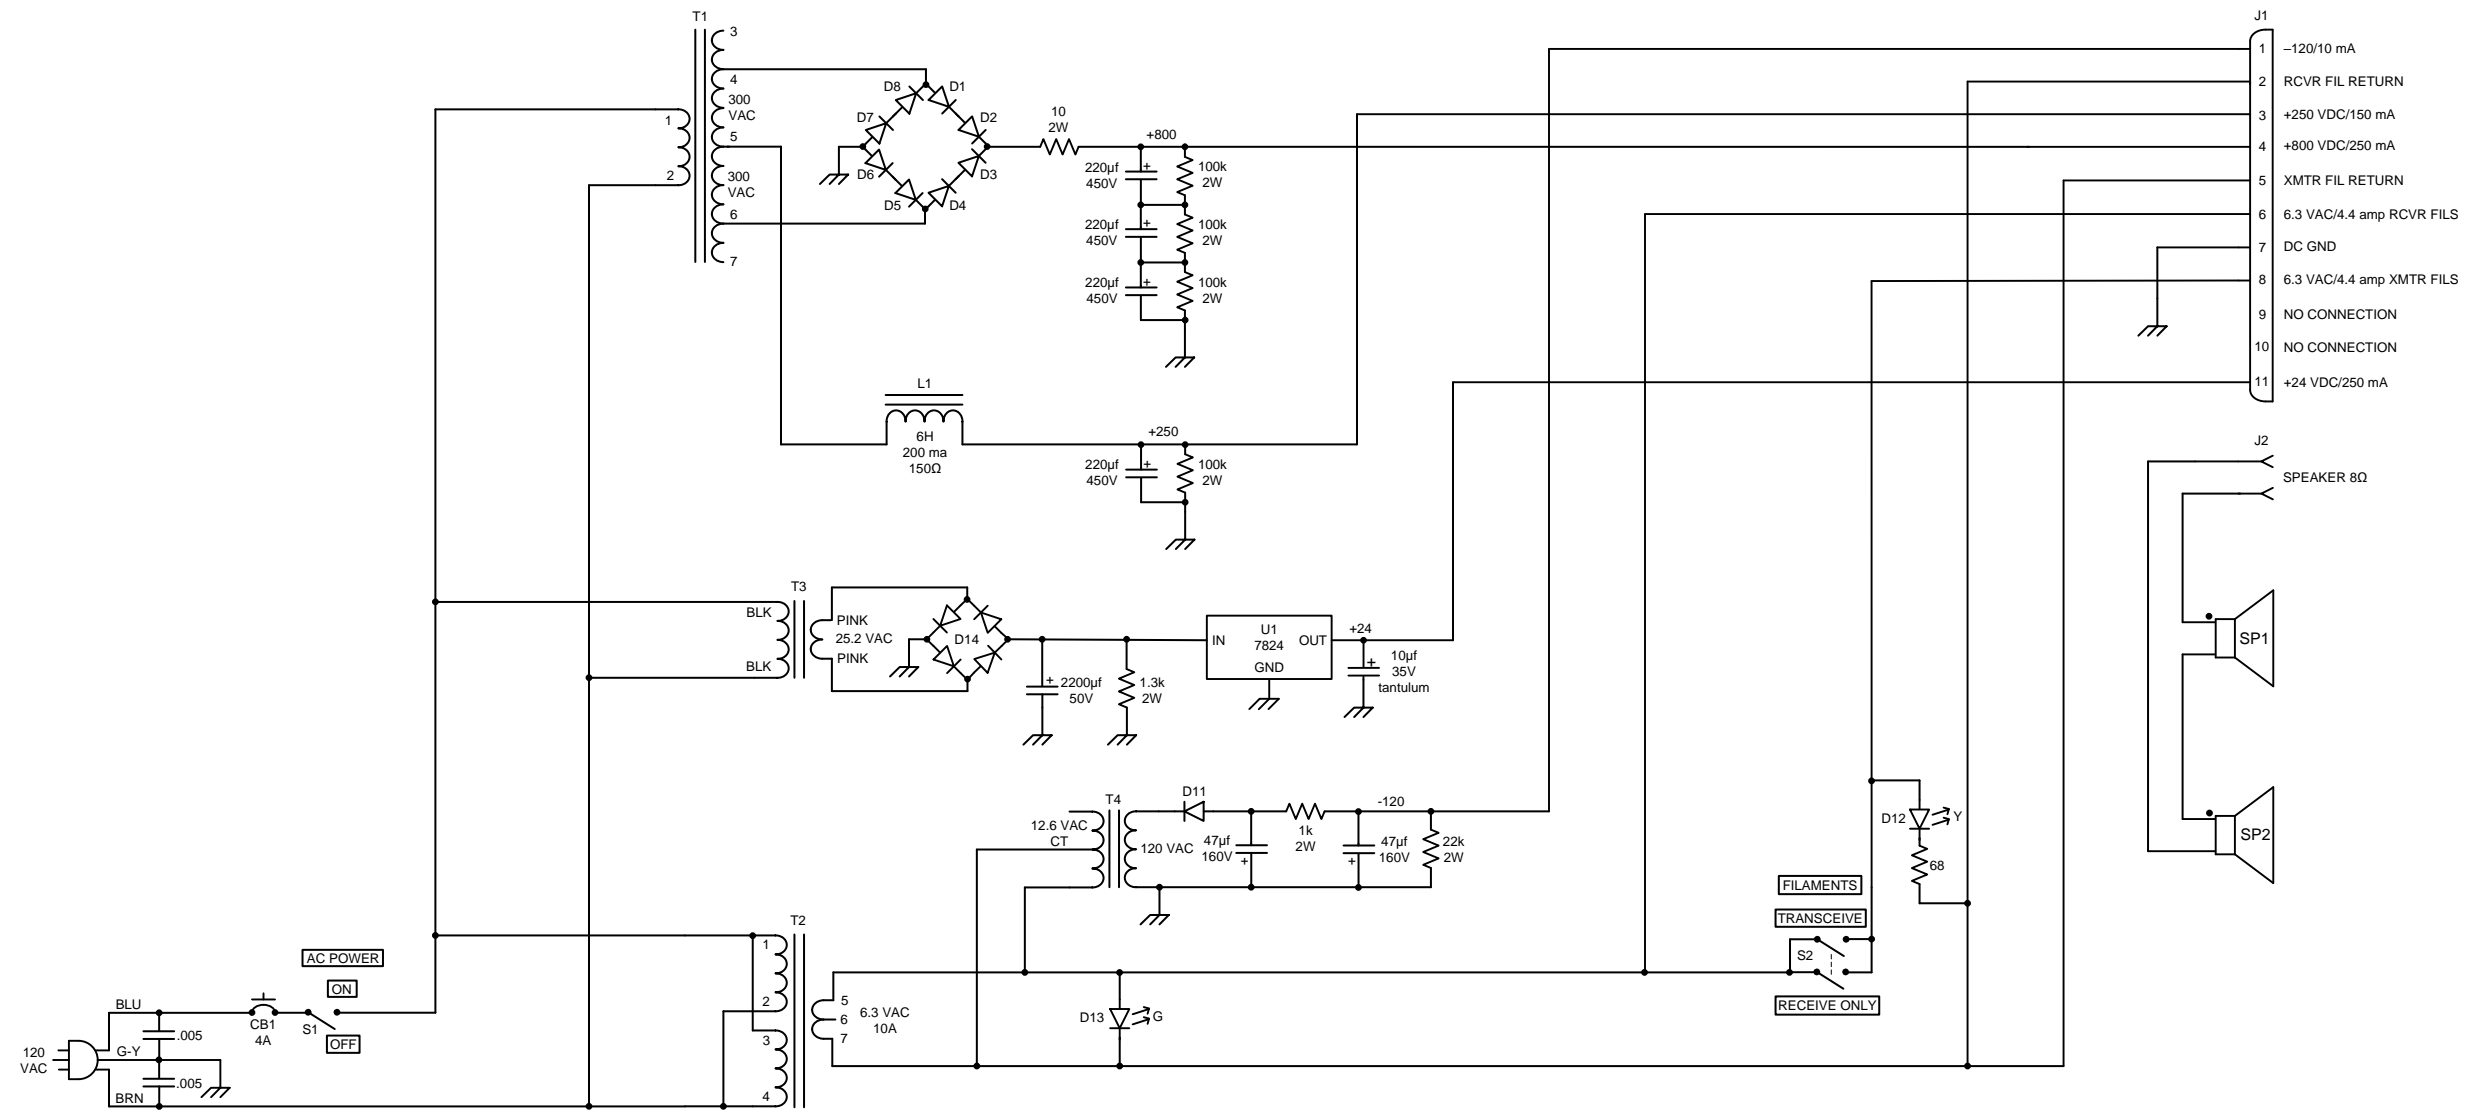 T1
3
4
300
VAC
5
300
VAC
6
7
1
2
D8
D1
D7
D2
D6
D3
D5
D4
10
2W
+800
220µf
450V
+
100k
2W
220µf
450V
+
100k
2W
220µf
450V
+
100k
2W
L1
6H
200 ma
150Ω
+250
220µf
450V
+
100k
2W
J1
1 –120/10 mA
2 RCVR FIL RETURN
3 +250 VDC/150 mA
4 +800 VDC/250 mA
5 XMTR FIL RETURN
6 6.3 VAC/4.4 amp RCVR FILS
7 DC GND
8 6.3 VAC/4.4 amp XMTR FILS
9 NO CONNECTION
10 NO CONNECTION
11 +24 VDC/250 mA
J2
SPEAKER 8Ω
SP1
SP2
T3
BLK
BLK
PINK
25.2 VAC
PINK
D14
+
2200µf
50V
1.3k
2W
IN
U1
7824
OUT
GND
+24
+
10µf
35V
tantulum
T4
12.6 VAC
CT
120 VAC
D11
47µf
160V
+
1k
2W
-120
47µf
160V
+
22k
2W
D12
Y
68
FILAMENTS
TRANSCEIVE
S2
RECEIVE ONLY
T2
1
2
3
4
5
6
7
6.3 VAC
10A
D13
G
AC POWER
ON
OFF
S1
CB1
4A
BLU
.005
G-Y
.005
BRN
120
VAC